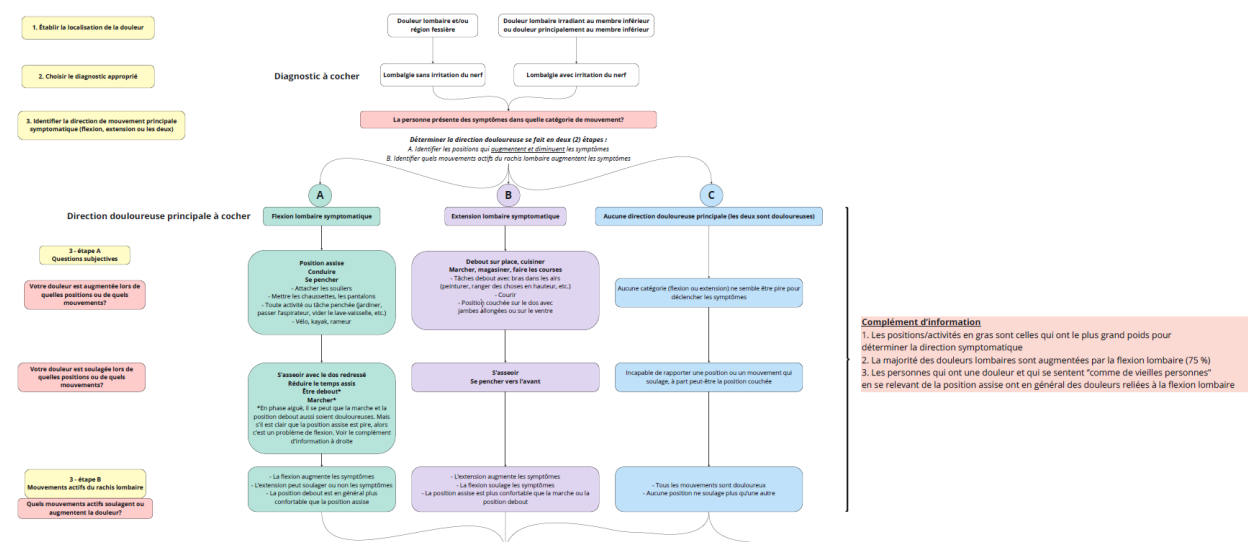 1. Établir la localisation de la douleur
Douleur lombaire et/ou
région fessière
Douleur lombaire irradiant au membre inférieur
ou douleur principalement au membre inférieur
2. Choisir le diagnostic approprié
Diagnostic à cocher
Lombalgie sans irritation du nerf
Lombalgie avec irritation du nerf
3. Identifier la direction de mouvement principale
symptomatique (flexion, extension ou les deux)
La personne présente des symptômes dans quelle catégorie de mouvement?
Déterminer la direction douloureuse se fait en deux (2) étapes :
A. Identifier les positions qui augmentent et diminuent les symptômes
B. Identifier quels mouvements actifs du rachis lombaire augmentent les symptômes
A
B
C
Direction douloureuse principale à cocher
Flexion lombaire symptomatique
Extension lombaire symptomatique
Aucune direction douloureuse principale (les deux sont douloureuses)
3 - étape A
Questions subjectives
Votre douleur est augmentée lors de
quelles positions ou de quels
mouvements?
Position assise
Conduire
Se pencher
- Attacher les souliers
- Mettre les chaussettes, les pantalons
- Toute activité ou tâche penchée (jardiner,
passer l'aspirateur, vider le lave-vaisselle, etc.)
- Vélo, kayak, rameur
Debout sur place, cuisiner
Marcher, magasiner, faire les courses
- Tâches debout avec bras dans les airs
(peinturer, ranger des choses en hauteur, etc.)
- Courir
- Position couchée sur le dos avec
jambes allongées ou sur le ventre
Aucune catégorie (flexion ou extension) ne semble être pire pour
déclencher les symptômes
Complément d'information
1. Les positions/activités en gras sont celles qui ont le plus grand poids pour
déterminer la direction symptomatique
2. La majorité des douleurs lombaires sont augmentées par la flexion lombaire (75 %)
3. Les personnes qui ont une douleur et qui se sentent "comme de vieilles personnes"
en se relevant de la position assise ont en général des douleurs reliées à la flexion lombaire
Votre douleur est soulagée lors de
quelles positions ou de quels
mouvements?
S'asseoir avec le dos redressé
Réduire le temps assis
Être debout*
Marcher*
*En phase aiguë, il se peut que la marche et la
position debout aussi soient douloureuses. Mais
s'il est clair que la position assise est pire, alors
c'est un problème de flexion. Voir le complément
d'information à droite
S'asseoir
Se pencher vers l'avant
Incapable de rapporter une position ou un mouvement qui
soulage, à part peut-être la position couchée
3 - étape B
Mouvements actifs du rachis lombaire
Quels mouvements actifs soulagent ou
augmentent la douleur?
- La flexion augmente les symptômes
- L'extension peut soulager ou non les symptômes
- La position debout est en général plus
confortable que la position assise
- L'extension augmente les symptômes
- La flexion soulage les symptômes
- La position assise est plus confortable que la marche ou la
position debout
- Tous les mouvements sont douloureux
- Aucune position ne soulage plus qu'une autre